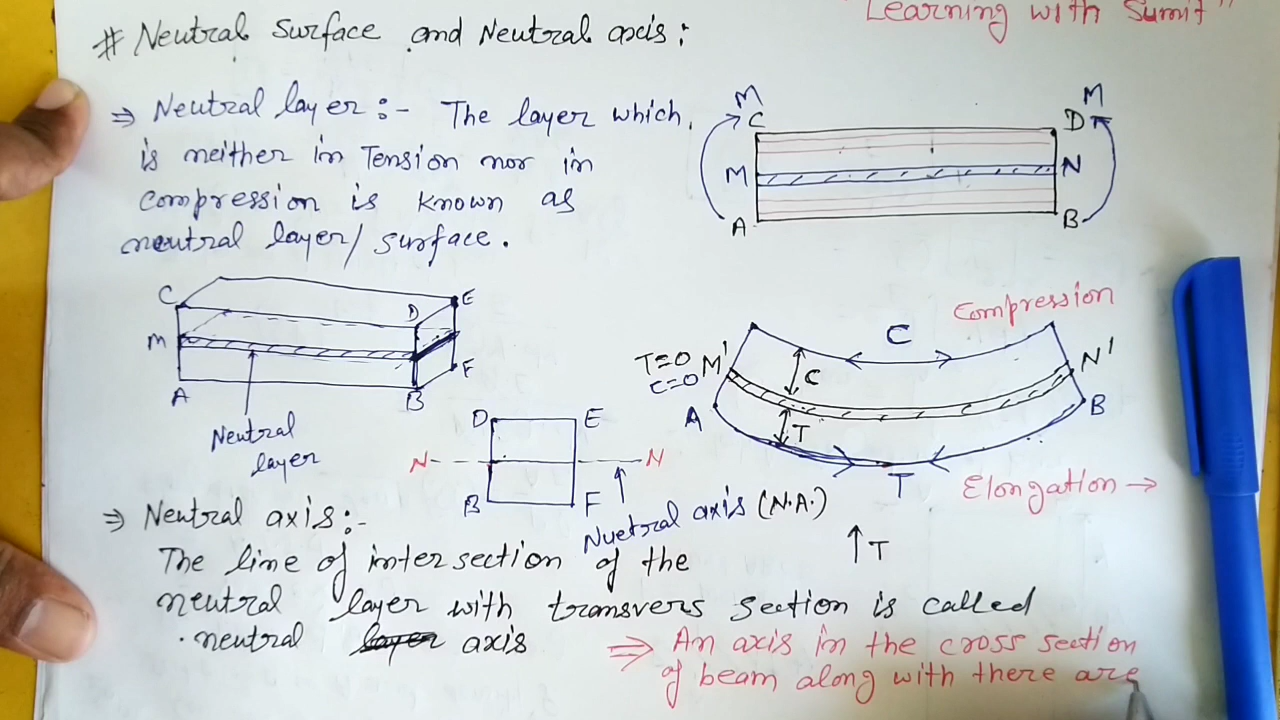 "Learning with Sumit"
# Neutral surface and Neutral axis:
⇒ Neutral layer:- The layer which
is neither in Tension nor in
compression is known as
neutral layer/ surface.
M
M
C
D
M
N
A
B
C
E
D
M
F
A
B
Neutral
layer
Compression
C
T=0
C=0
M'
N'
C
A
T
B
T
Elongation →
D
E
N
N
B
F
Nuetral axis (N.A.)
↑T
⇒ Neutral axis:-
The line of intersection of the
neutral layer with transvers section is called
neutral layer axis
⇒ An axis in the cross section
of beam along with there are